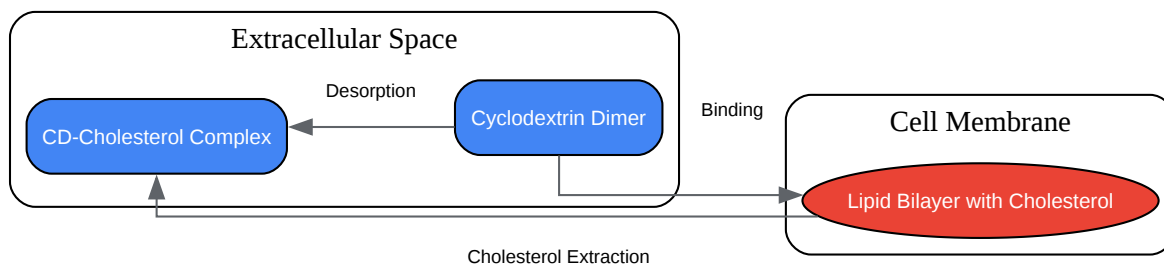 Extracellular Space
Desorption
CD-Cholesterol Complex
Cyclodextrin Dimer
Binding
Cell Membrane
Lipid Bilayer with Cholesterol
Cholesterol Extraction